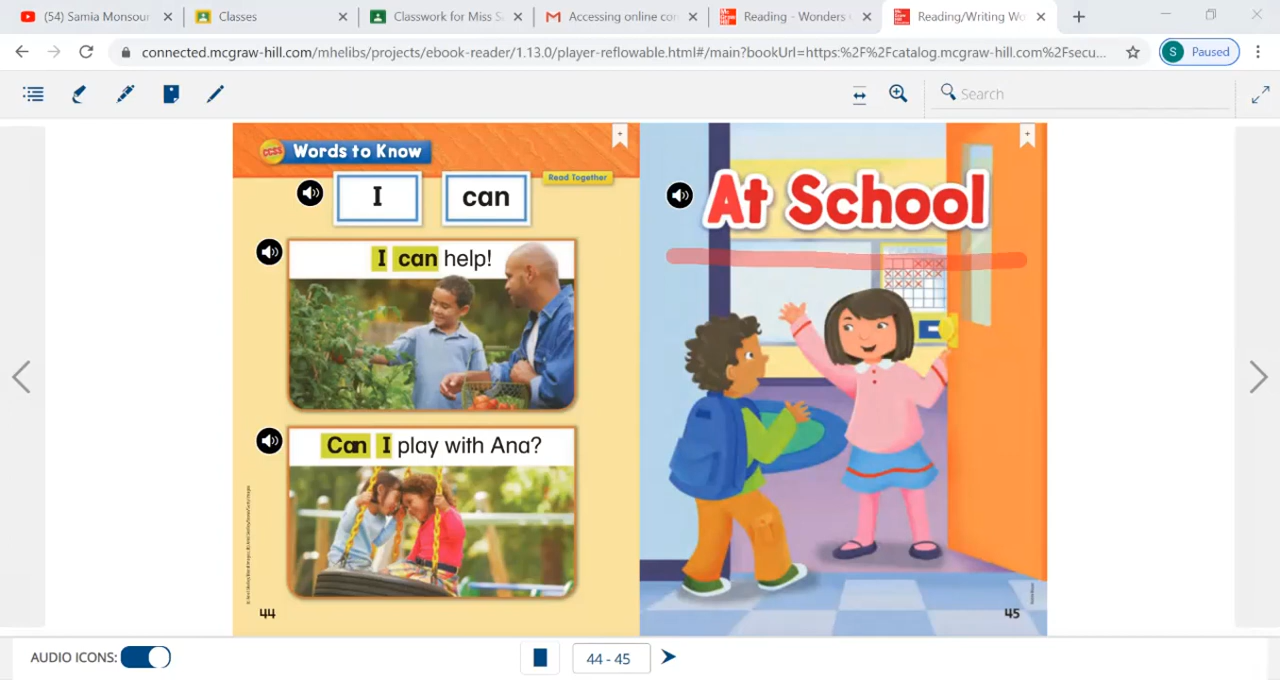 (54) Samia Monsour
Classes
Classwork for Miss S
Accessing online co
Reading - Wonders
Reading/Writing Wo
connected.mcgraw-hill.com/mhelibs/projects/ebook-reader/1.13.0/player-reflowable.html#/main?bookUrl=https:%2F%2Fcatalog.mcgraw-hill.com%2Fsecu...
S Paused
Search
CCSS Words to Know
Read Together
I can
I can help!
Can I play with Ana?
44
At School
45
AUDIO ICONS:
44 - 45